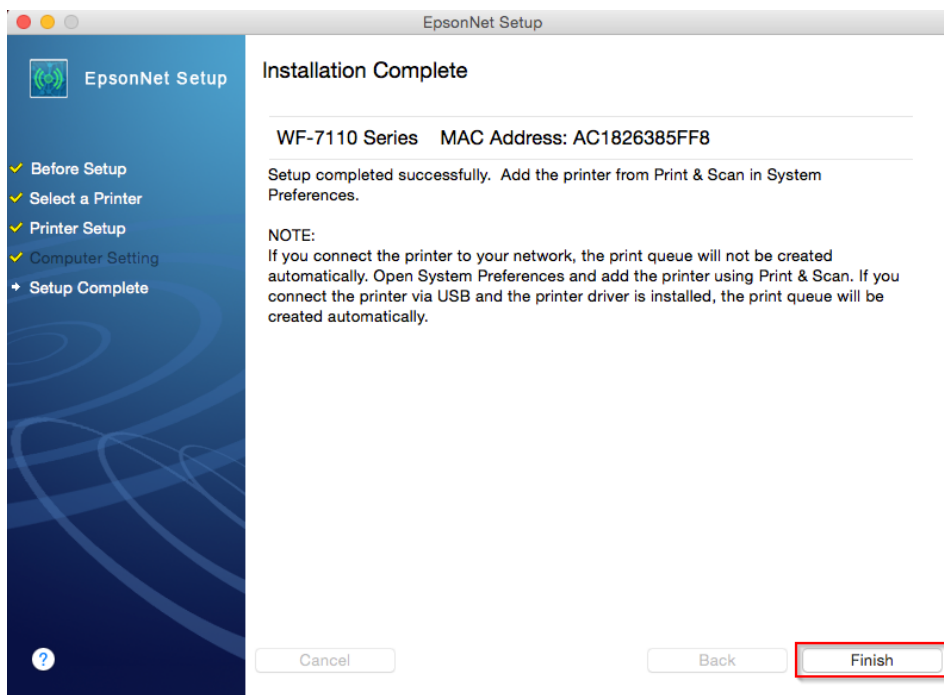 EpsonNet Setup
EpsonNet Setup
Before Setup
Select a Printer
Printer Setup
Computer Setting
Setup Complete
?
Installation Complete
WF-7110 Series MAC Address: AC1826385FF8
Setup completed successfully. Add the printer from Print & Scan in System
Preferences.
NOTE:
If you connect the printer to your network, the print queue will not be created
automatically. Open System Preferences and add the printer using Print & Scan. If you
connect the printer via USB and the printer driver is installed, the print queue will be
created automatically.
Cancel
Back
Finish